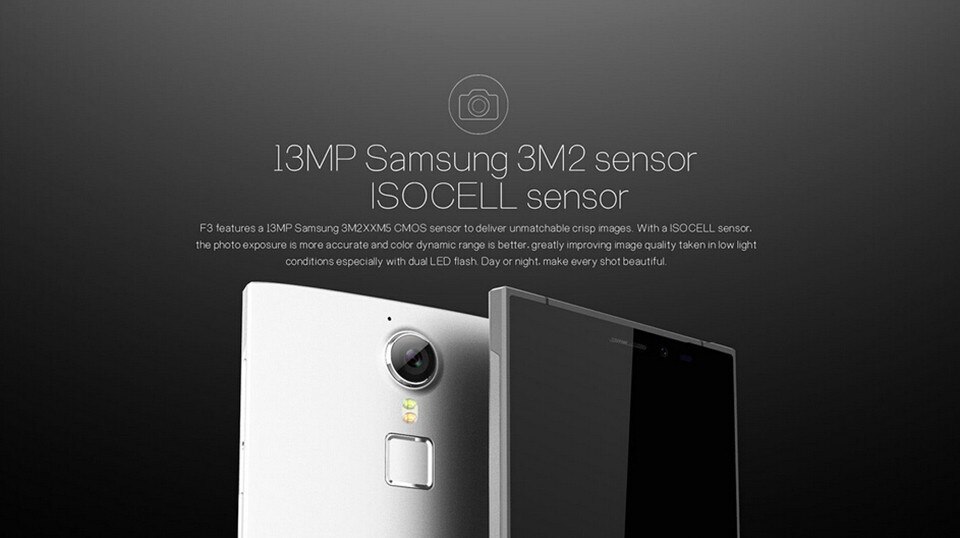 13MP Samsung 3M2 sensor
ISOCELL sensor
F3 features a 13MP Samsung 3M2XXM5 CMOS sensor to deliver unmatchable crisp images. With a ISOCELL sensor,
the photo exposure is more accurate and color dynamic range is better, greatly improving image quality taken in low light
conditions especially with dual LED flash. Day or night, make every shot beautiful.